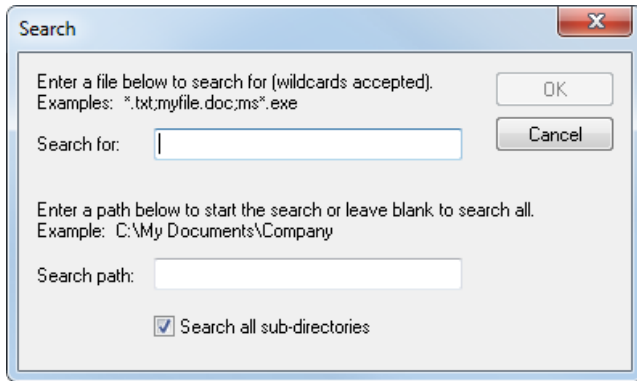 Search
Enter a file below to search for (wildcards accepted).
Examples: *.txt;myfile.doc;ms*.exe
OK
Search for:
Cancel
Enter a path below to start the search or leave blank to search all.
Example: C:\My Documents\Company
Search path:
Search all sub-directories